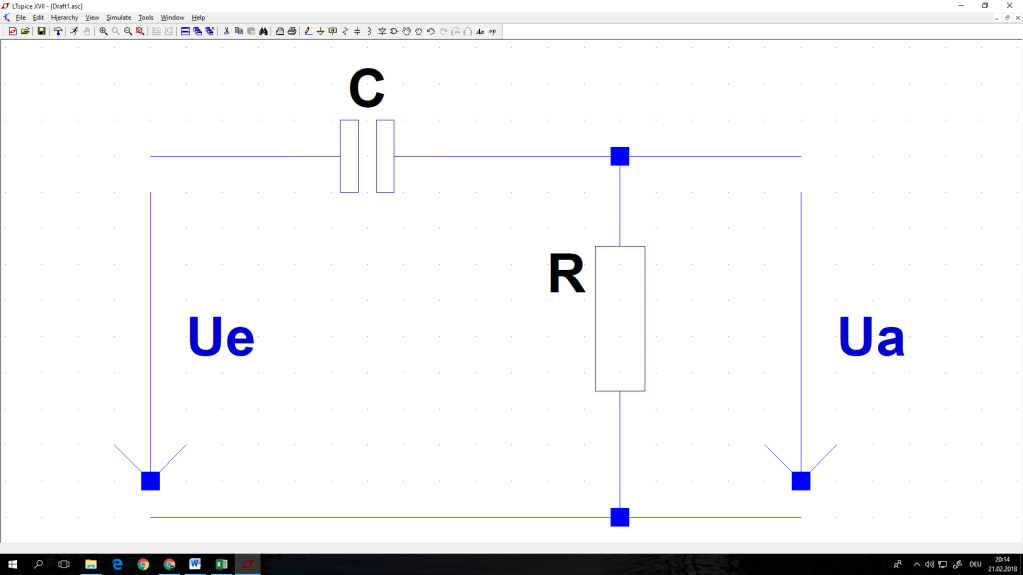 LTspice XVII - [Draft1.asc]
File Edit Hierarchy View Simulate Tools Window Help
C
R
Ue
Ua
DEU
20:14
21.02.2018